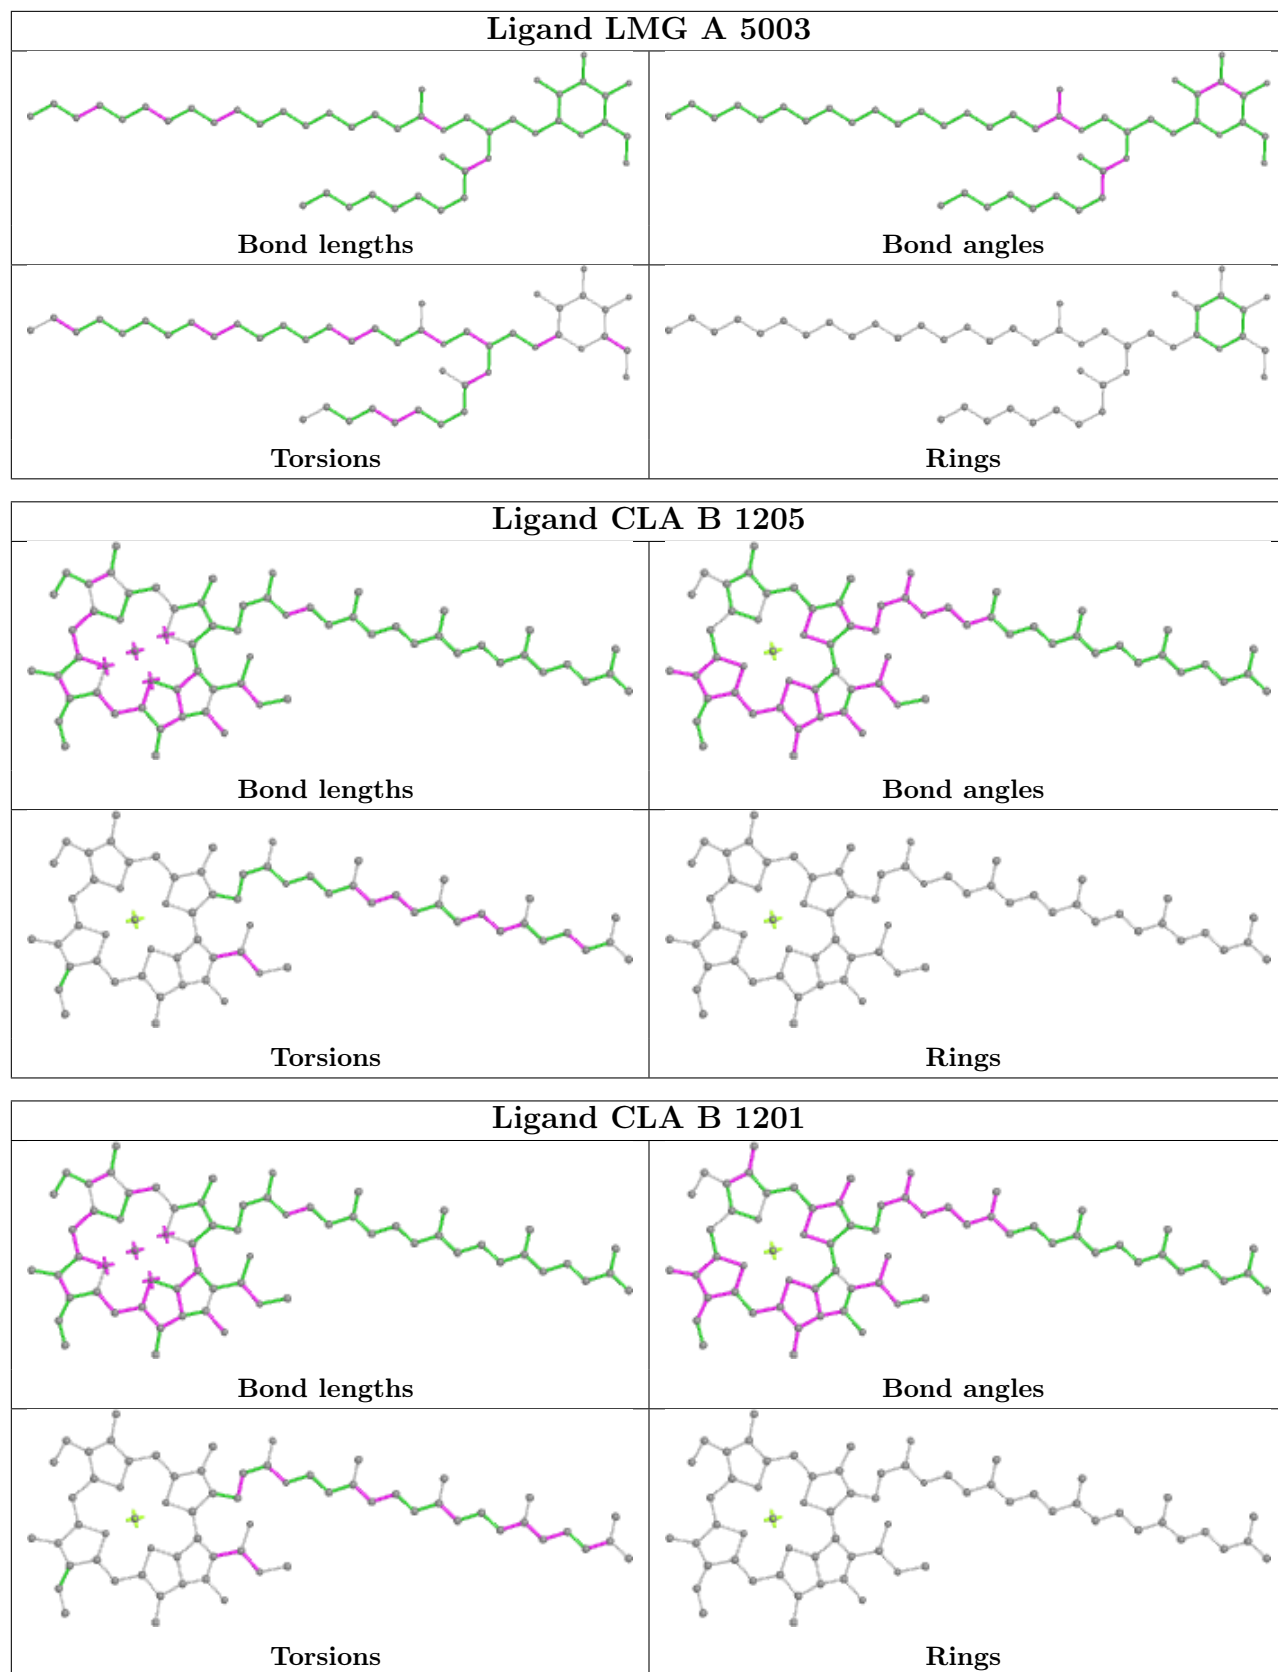 Ligand LMG A 5003
Bond lengths
Bond angles
Torsions
Rings
Ligand CLA B 1205
Bond lengths
Bond angles
Torsions
Rings
Ligand CLA B 1201
Bond lengths
Bond angles
Torsions
Rings